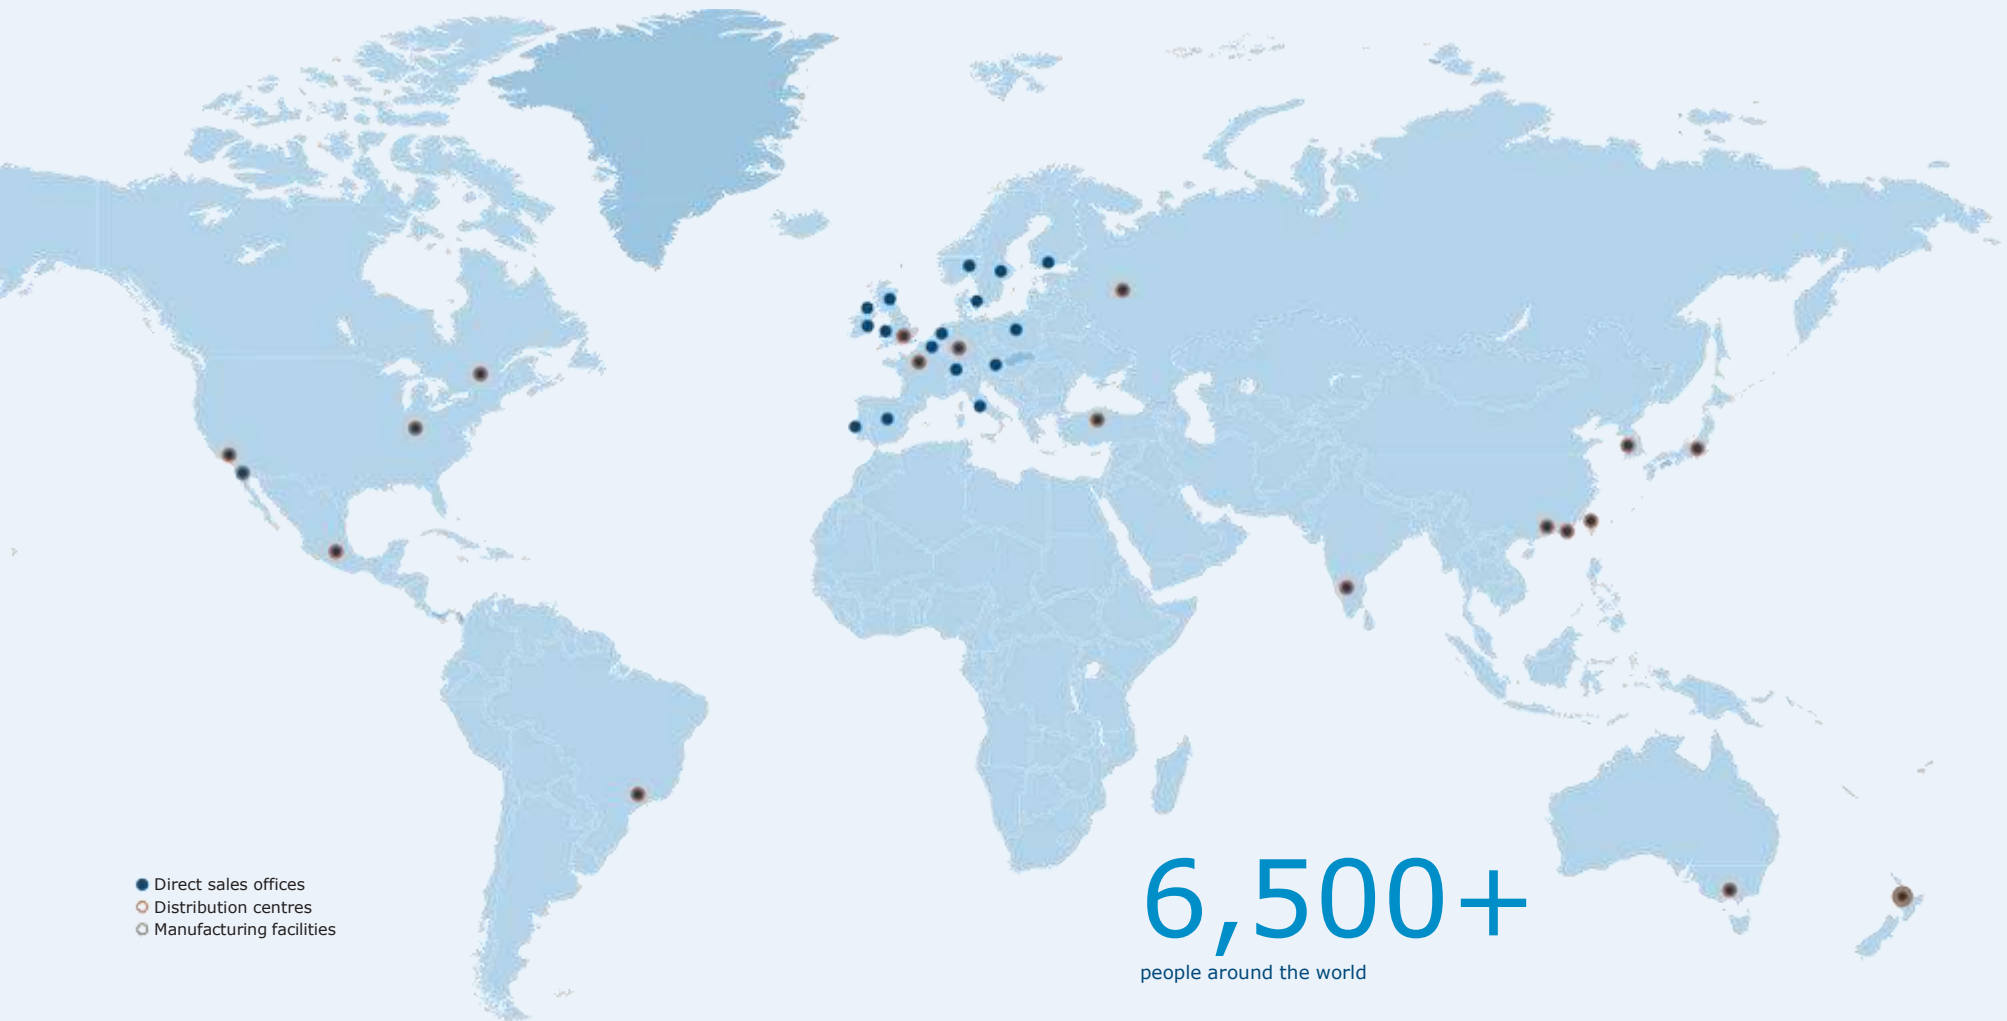 Direct sales offices
Distribution centres
Manufacturing facilities
6,500+
people around the world